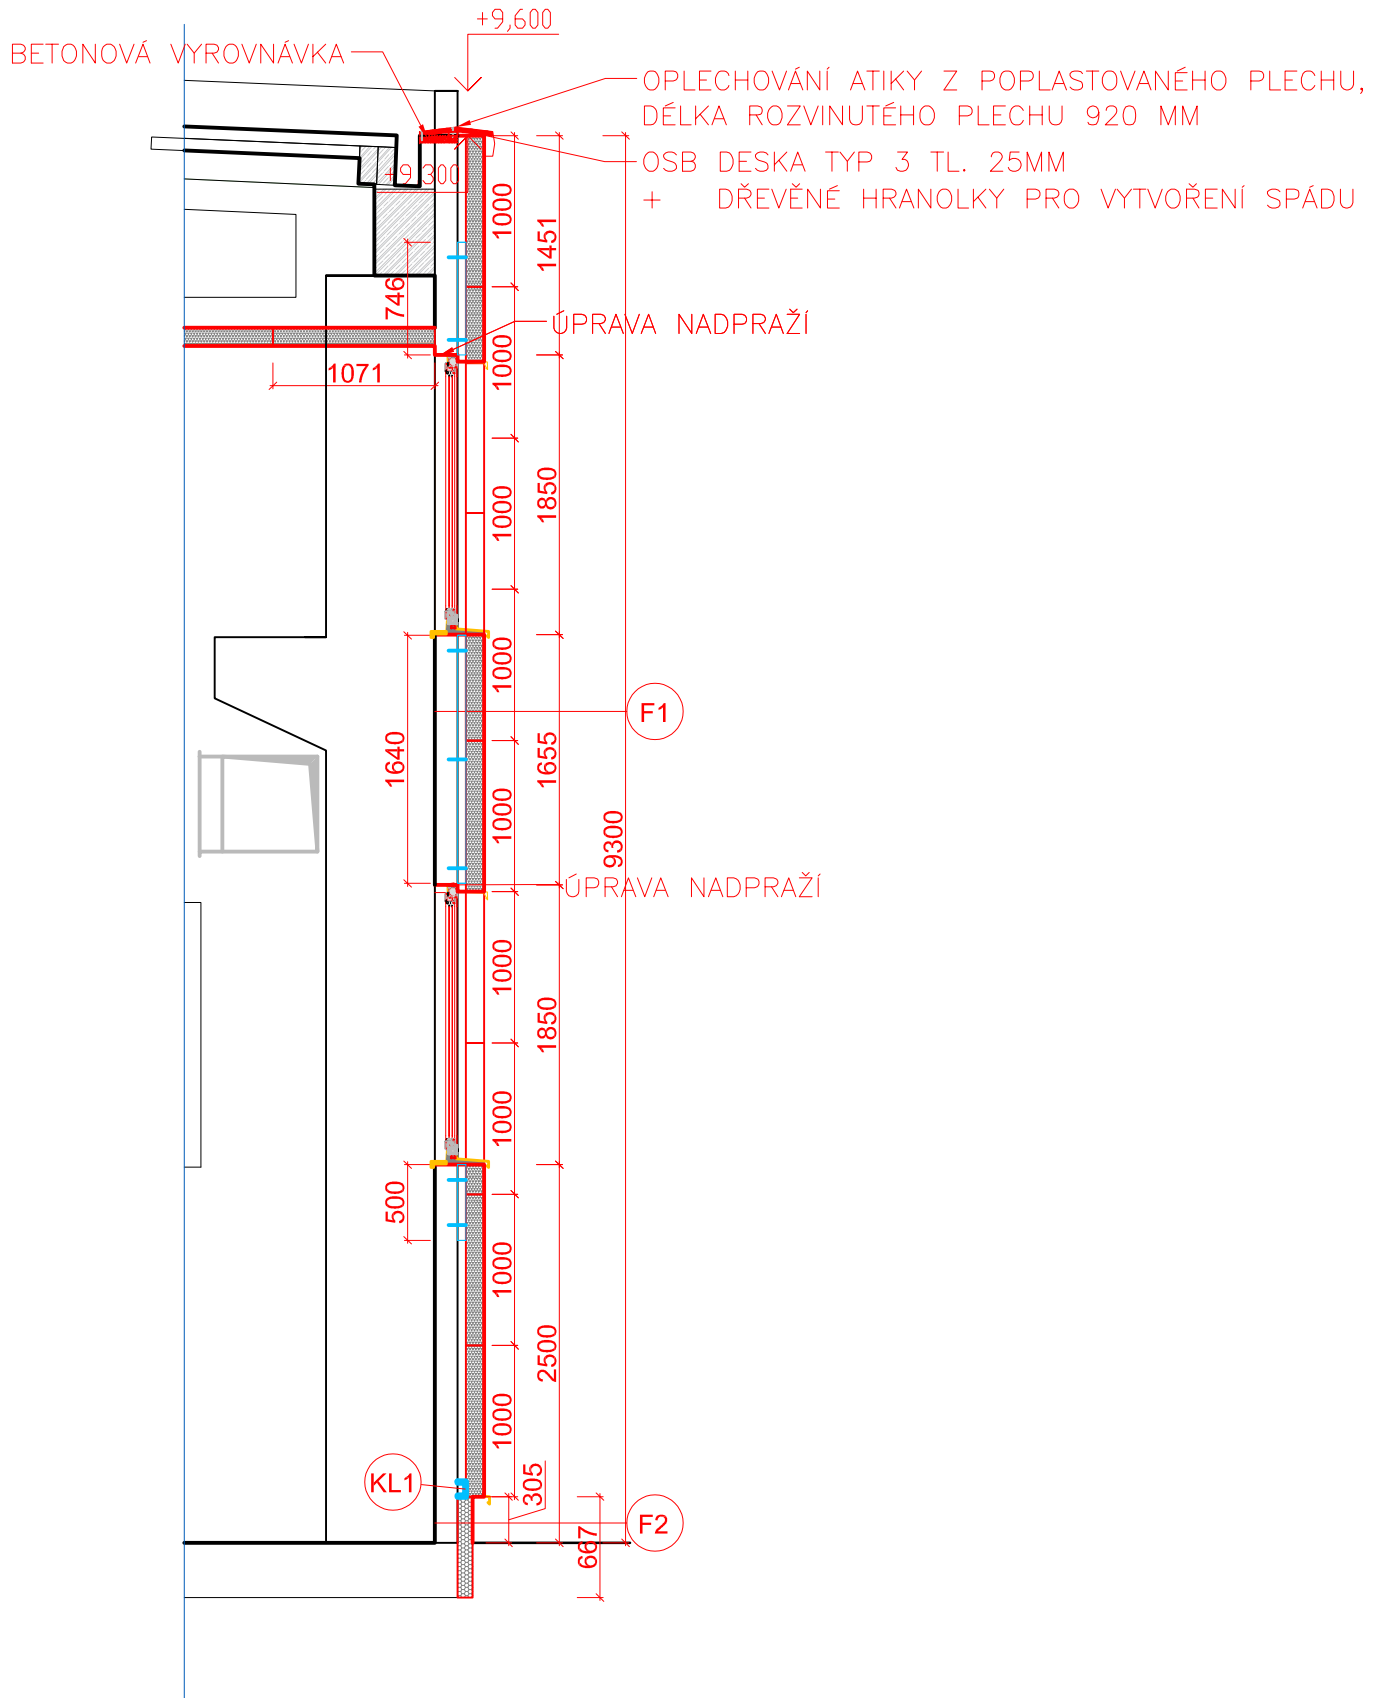 +9,600
BETONOVÁ VYROVNÁVKA
OPLECHOVÁNÍ ATIKY Z POPLASTOVANÉHO PLECHU,
DÉLKA ROZVINUTÉHO PLECHU 920 MM
OSB DESKA TYP 3 TL. 25MM
+ DŘEVĚNÉ HRANOLKY PRO VYTVOŘENÍ SPÁDU
+9,300
1000
1451
746
ÚPRAVA NADPRAŽÍ
1000
1071
1000
1850
1000
F1
1640
1655
1000
9300
ÚPRAVA NADPRAŽÍ
1000
1850
1000
500
1000
2500
1000
KL1
305
F2
667